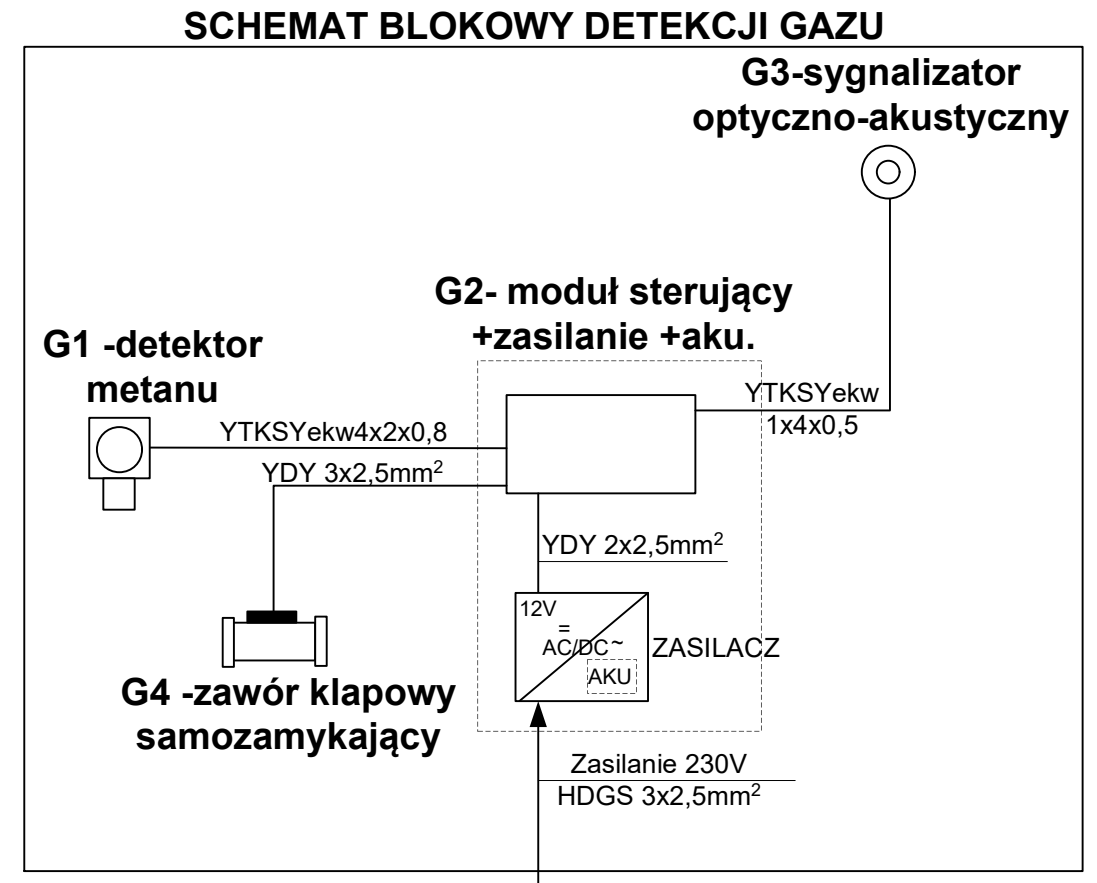 SCHEMAT BLOKOWY DETEKCJI GAZU
G3-sygnalizator
optyczno-akustyczny
G2- moduł sterujący
+zasilanie +aku.
G1 -detektor
metanu
YTKSYekw
1x4x0,5
YTKSYekw4x2x0,8
YDY 3x2,5mm²
YDY 2x2,5mm²
12V
=
AC/DC~
AKU
ZASILACZ
G4 -zawór klapowy
samozamykający
Zasilanie 230V
HDGS 3x2,5mm²